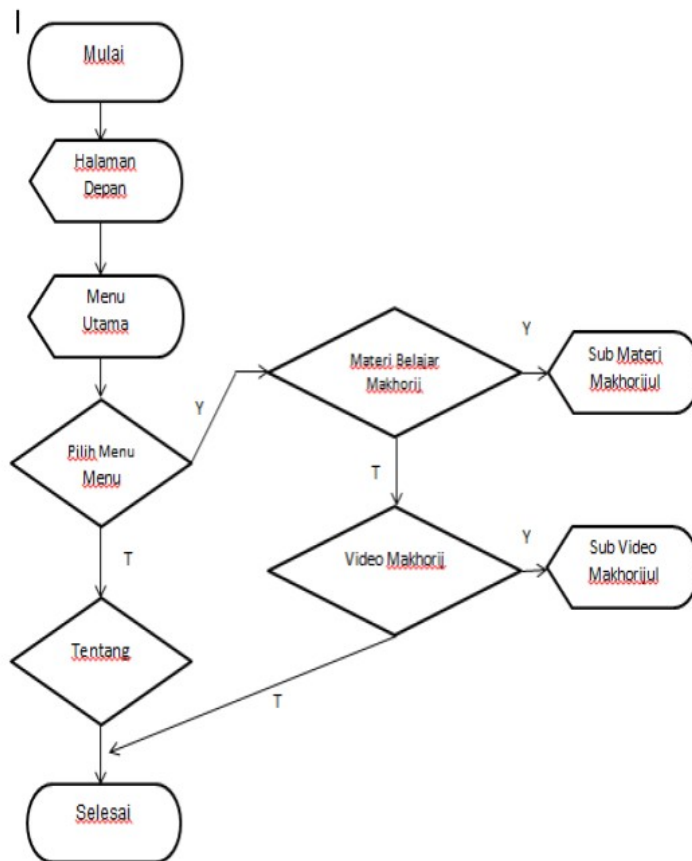 Mulai
Halaman
Depan
Menu
Utama
Pilih Menu
Menu
Y
T
Tentang
Materi Belajar
Makhorij
Y
Sub Materi
Makhorijul
T
Video Makhorij
Y
Sub Video
Makhorijul
T
Selesai